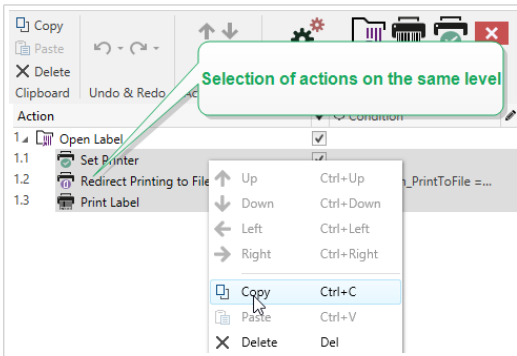 Copy
Paste
Delete
Clipboard
Undo & Redo
Selection of actions on the same level
Action
Condition
1 Open Label
1.1 Set Printer
1.2 Redirect Printing to File
_PrintToFile =...
1.3 Print Label
Up Ctrl+Up
Down Ctrl+Down
Left Ctrl+Left
Right Ctrl+Right
Copy Ctrl+C
Paste Ctrl+V
Delete Del